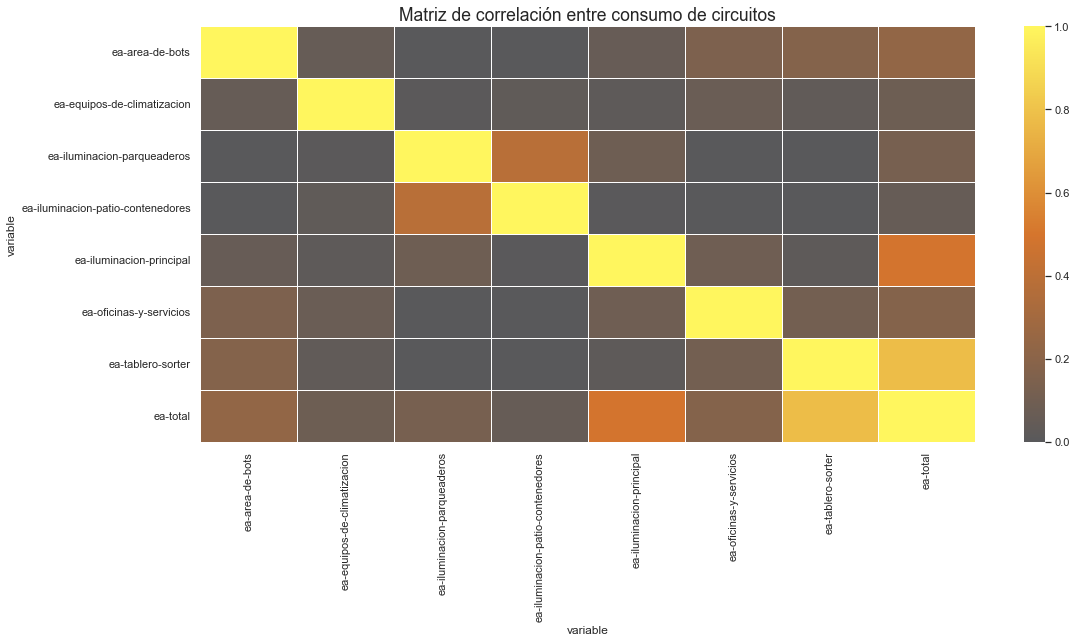 Matriz de correlación entre consumo de circuitos
variable
ea-area-de-bots
ea-equipos-de-climatizacion
ea-iluminacion-parqueaderos
ea-iluminacion-patio-contenedores
ea-iluminacion-principal
ea-oficinas-y-servicios
ea-tablero-sorter
ea-total
ea-area-de-bots
ea-equipos-de-climatizacion
ea-iluminacion-parqueaderos
ea-iluminacion-patio-contenedores
ea-iluminacion-principal
ea-oficinas-y-servicios
ea-tablero-sorter
ea-total
variable
1.0
0.8
0.6
0.4
0.2
0.0